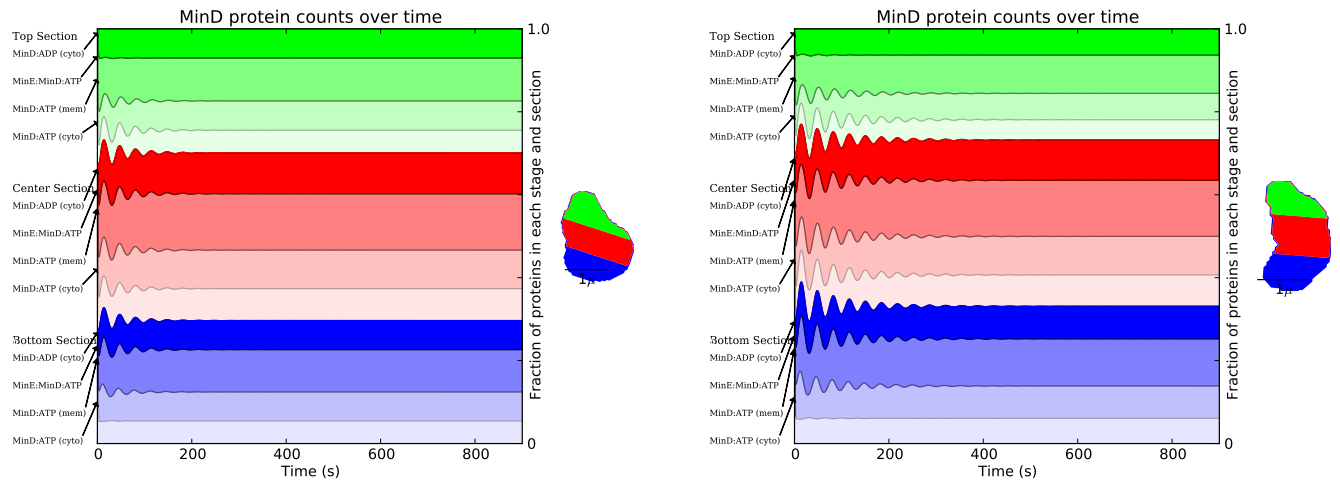 MinD protein counts over time
Top Section
MinD:ADP (cyto)
MinE:MinD:ATP
MinD:ATP (mem)
MinD:ATP (cyto)
Center Section
MinD:ADP (cyto)
MinE:MinD:ATP
MinD:ATP (mem)
MinD:ATP (cyto)
Bottom Section
MinD:ADP (cyto)
MinE:MinD:ATP
MinD:ATP (mem)
MinD:ATP (cyto)
1.0
0
Fraction of proteins in each stage and section
0 200 400 600 800
Time (s)
1μ
MinD protein counts over time
Top Section
MinD:ADP (cyto)
MinE:MinD:ATP
MinD:ATP (mem)
MinD:ATP (cyto)
Center Section
MinD:ADP (cyto)
MinE:MinD:ATP
MinD:ATP (mem)
MinD:ATP (cyto)
Bottom Section
MinD:ADP (cyto)
MinE:MinD:ATP
MinD:ATP (mem)
MinD:ATP (cyto)
1.0
0
Fraction of proteins in each stage and section
0 200 400 600 800
Time (s)
1μ